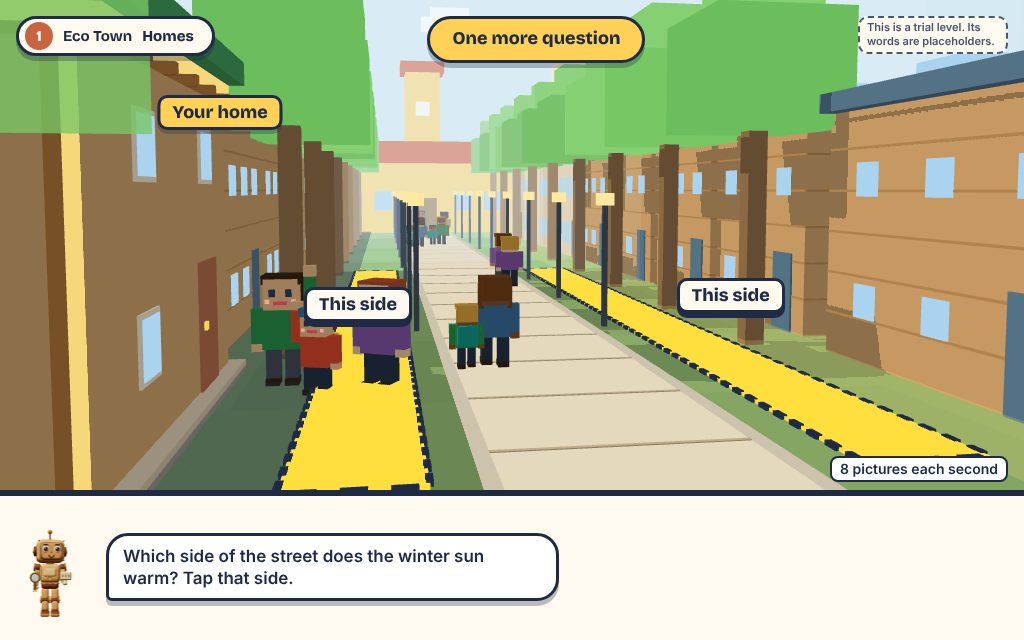 1 Eco Town Homes
One more question
This is a trial level. Its
words are placeholders.
Your home
This side
This side
8 pictures each second
Which side of the street does the winter sun
warm? Tap that side.